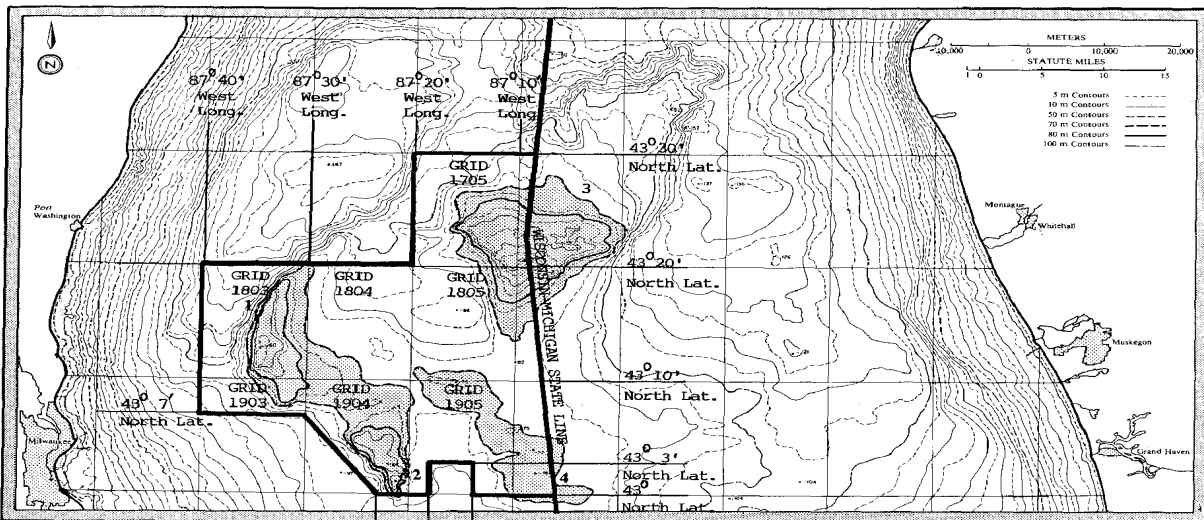 N
87° 40'
West
Long.
87° 30'
West
Long.
87° 20'
West
Long.
87° 10'
West
Long.
METERS
10,000 0 10,000 20,000
STATUTE MILES
5 0 5 10 15
5 m Contours
10 m Contours
50 m Contours
70 m Contours
80 m Contours
100 m Contours
43° 30'
North Lat.
GRID
1705
3
Port
Washington
Montague
Whitehall
WISCONSIN-MICHIGAN STATE LINE
43° 20'
North Lat.
GRID
1803
1
GRID
1804
GRID
1805
Muskegon
43° 10'
North Lat.
GRID
1903
GRID
1904
GRID
1905
43° 7'
North Lat.
Milwaukee
Grand Haven
43° 3'
North Lat.
2
4
43°
North Lat.